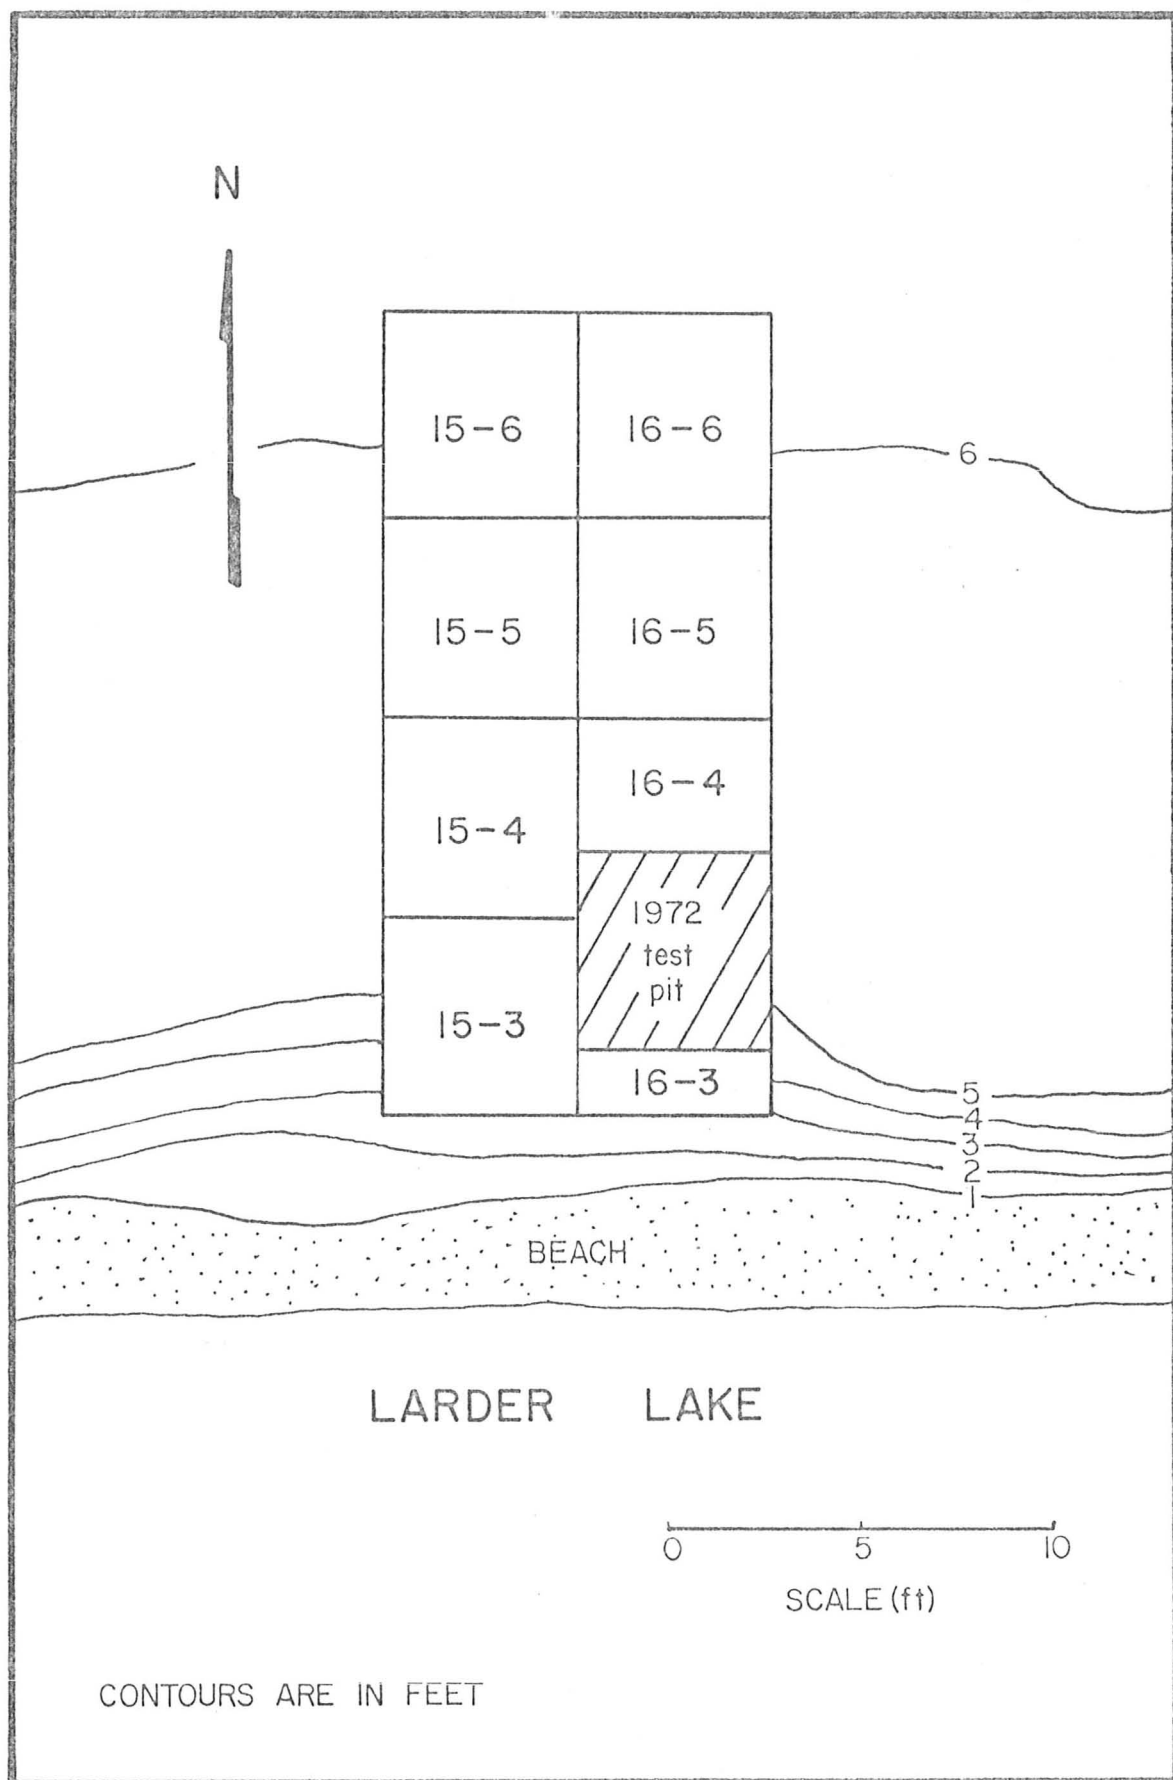 N
15-6 16-6
6
15-5 16-5
16-4
15-4
1972
test
pit
15-3
16-3
5
4
3
2
1
BEACH
LARDER LAKE
0 5 10
SCALE (ft)
CONTOURS ARE IN FEET